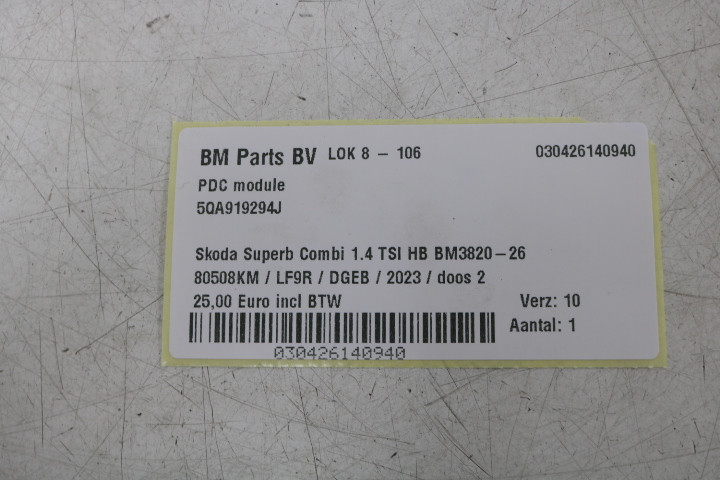 BM Parts BV LOK 8 – 106 030426140940
PDC module
5QA919294J
Skoda Superb Combi 1.4 TSI HB BM3820–26
80508KM / LF9R / DGEB / 2023 / doos 2
25,00 Euro incl BTW Verz: 10
Aantal: 1
030426140940